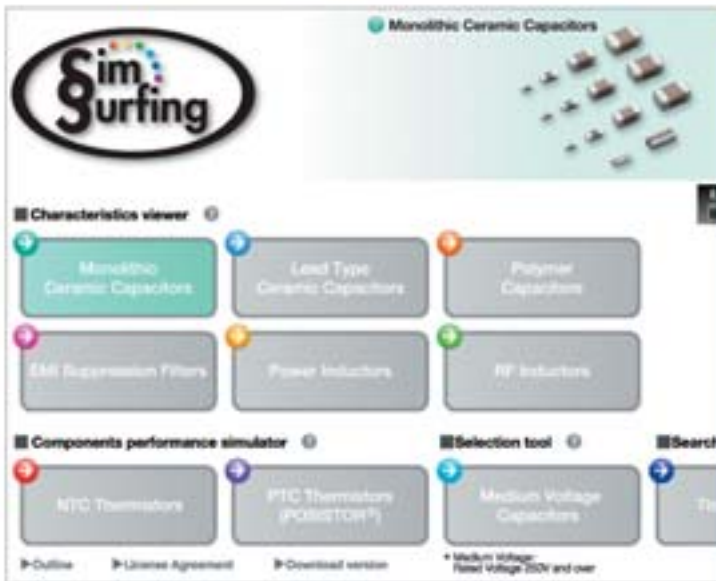 Sim
Surfing
Monolithic Ceramic Capacitors
Characteristics viewer
Monolithic
Ceramic Capacitors
Lead Type
Ceramic Capacitors
Polymer
Capacitors
EMI Suppression Filters
Power Inductors
RF Inductors
Components performance simulator
Selection tool
Search
NTC Thermistors
PTC Thermistors
(POSISTOR®)
Medium Voltage
Capacitors
Outline
License Agreement
Download version
* Medium Voltage:
Rated Voltage 250V and over